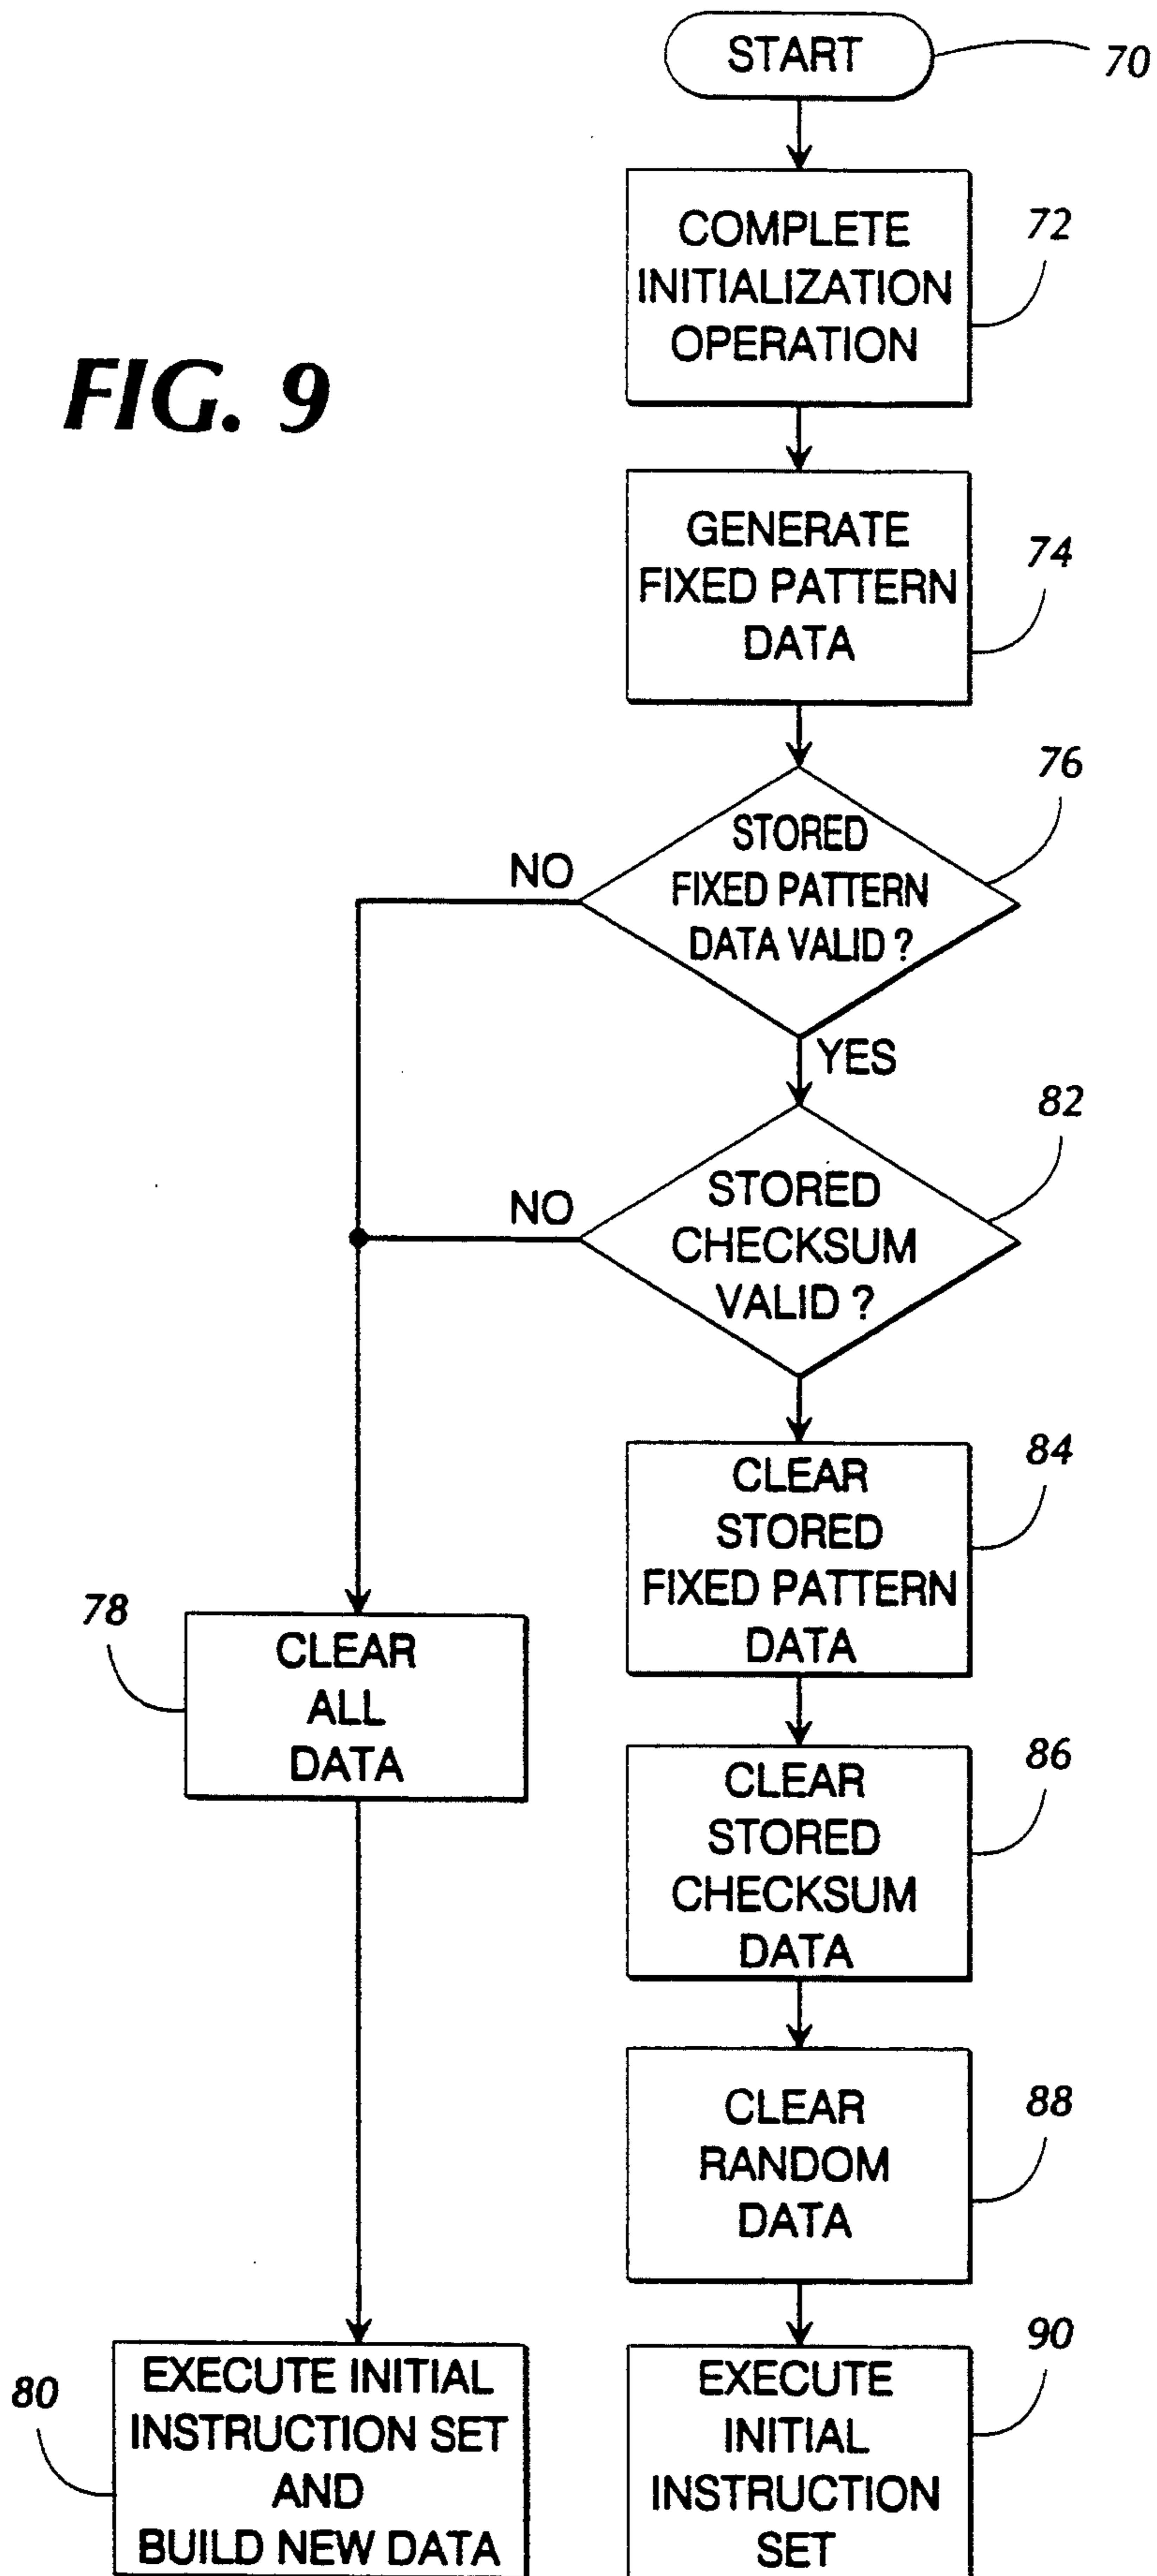 START
70
COMPLETE
INITIALIZATION
OPERATION
72
FIG. 9
GENERATE
FIXED PATTERN
DATA
74
STORED
FIXED PATTERN
DATA VALID ?
76
NO
YES
STORED
CHECKSUM
VALID ?
82
NO
CLEAR
STORED
FIXED PATTERN
DATA
84
78
CLEAR
ALL
DATA
CLEAR
STORED
CHECKSUM
DATA
86
CLEAR
RANDOM
DATA
88
80
EXECUTE INITIAL
INSTRUCTION SET
AND
BUILD NEW DATA
EXECUTE
INITIAL
INSTRUCTION
SET
90